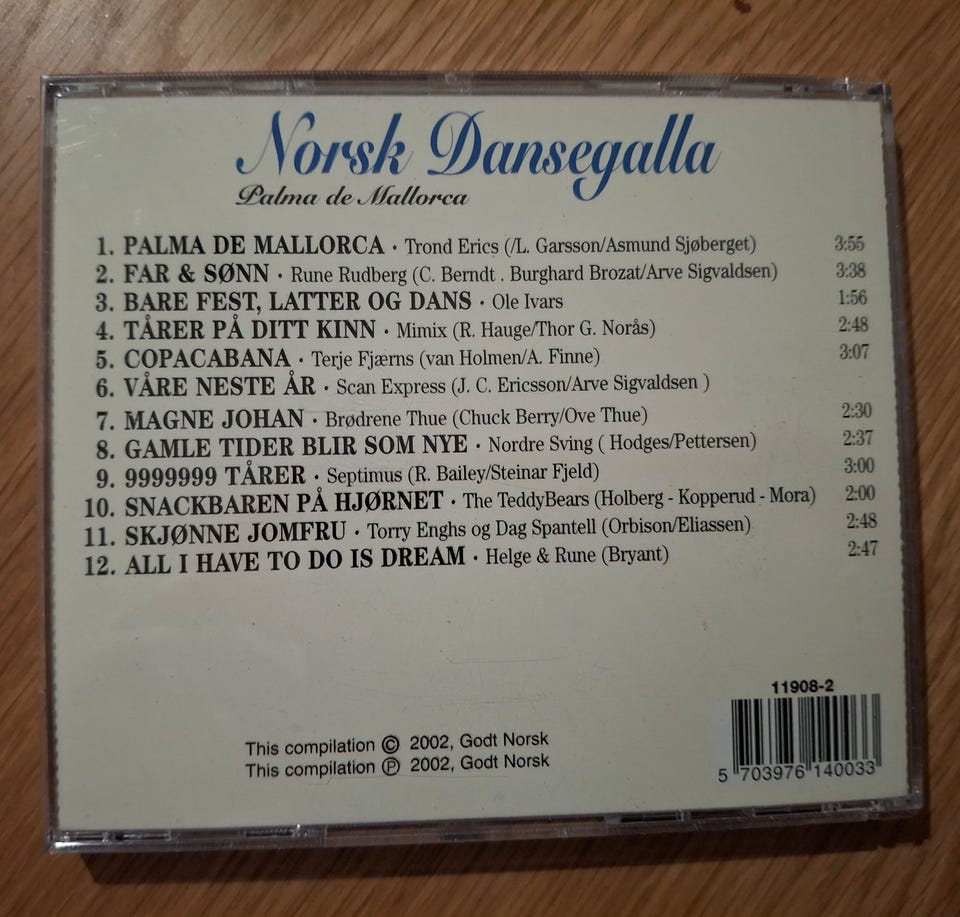 Norsk Dansegalla
Palma de Mallorca
1. PALMA DE MALLORCA · Trond Erics (/L. Garsson/Asmund Sjøberget) 3:55
2. FAR & SØNN · Rune Rudberg (C. Berndt . Burghard Brozat/Arve Sigvaldsen) 3:38
3. BARE FEST, LATTER OG DANS · Ole Ivars 1:56
4. TÅRER PÅ DITT KINN · Mimix (R. Hauge/Thor G. Norås) 2:48
5. COPACABANA · Terje Fjærns (van Holmen/A. Finne) 3:07
6. VÅRE NESTE ÅR · Scan Express (J. C. Ericsson/Arve Sigvaldsen )
7. MAGNE JOHAN · Brødrene Thue (Chuck Berry/Ove Thue) 2:30
8. GAMLE TIDER BLIR SOM NYE · Nordre Sving ( Hodges/Pettersen) 2:37
9. 9999999 TÅRER · Septimus (R. Bailey/Steinar Fjeld) 3:00
10. SNACKBAREN PÅ HJØRNET · The TeddyBears (Holberg - Kopperud - Mora) 2:00
11. SKJØNNE JOMFRU · Torry Enghs og Dag Spantell (Orbison/Eliassen) 2:48
12. ALL I HAVE TO DO IS DREAM · Helge & Rune (Bryant) 2:47
11908-2
This compilation © 2002, Godt Norsk
This compilation ℗ 2002, Godt Norsk
5 703976 140033